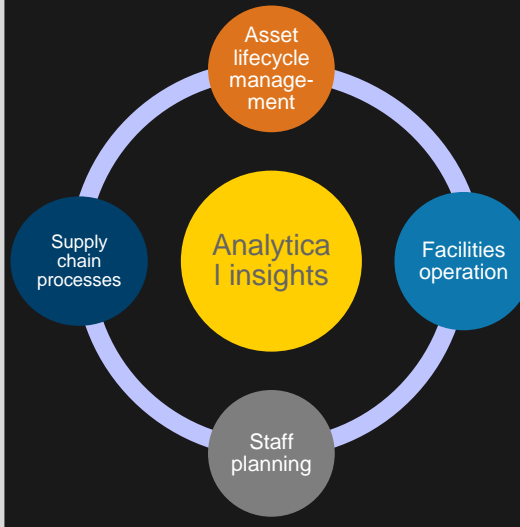 Asset
lifecycle
manage-
ment
Analytica
l insights
Supply
chain
processes
Facilities
operation
Staff
planning